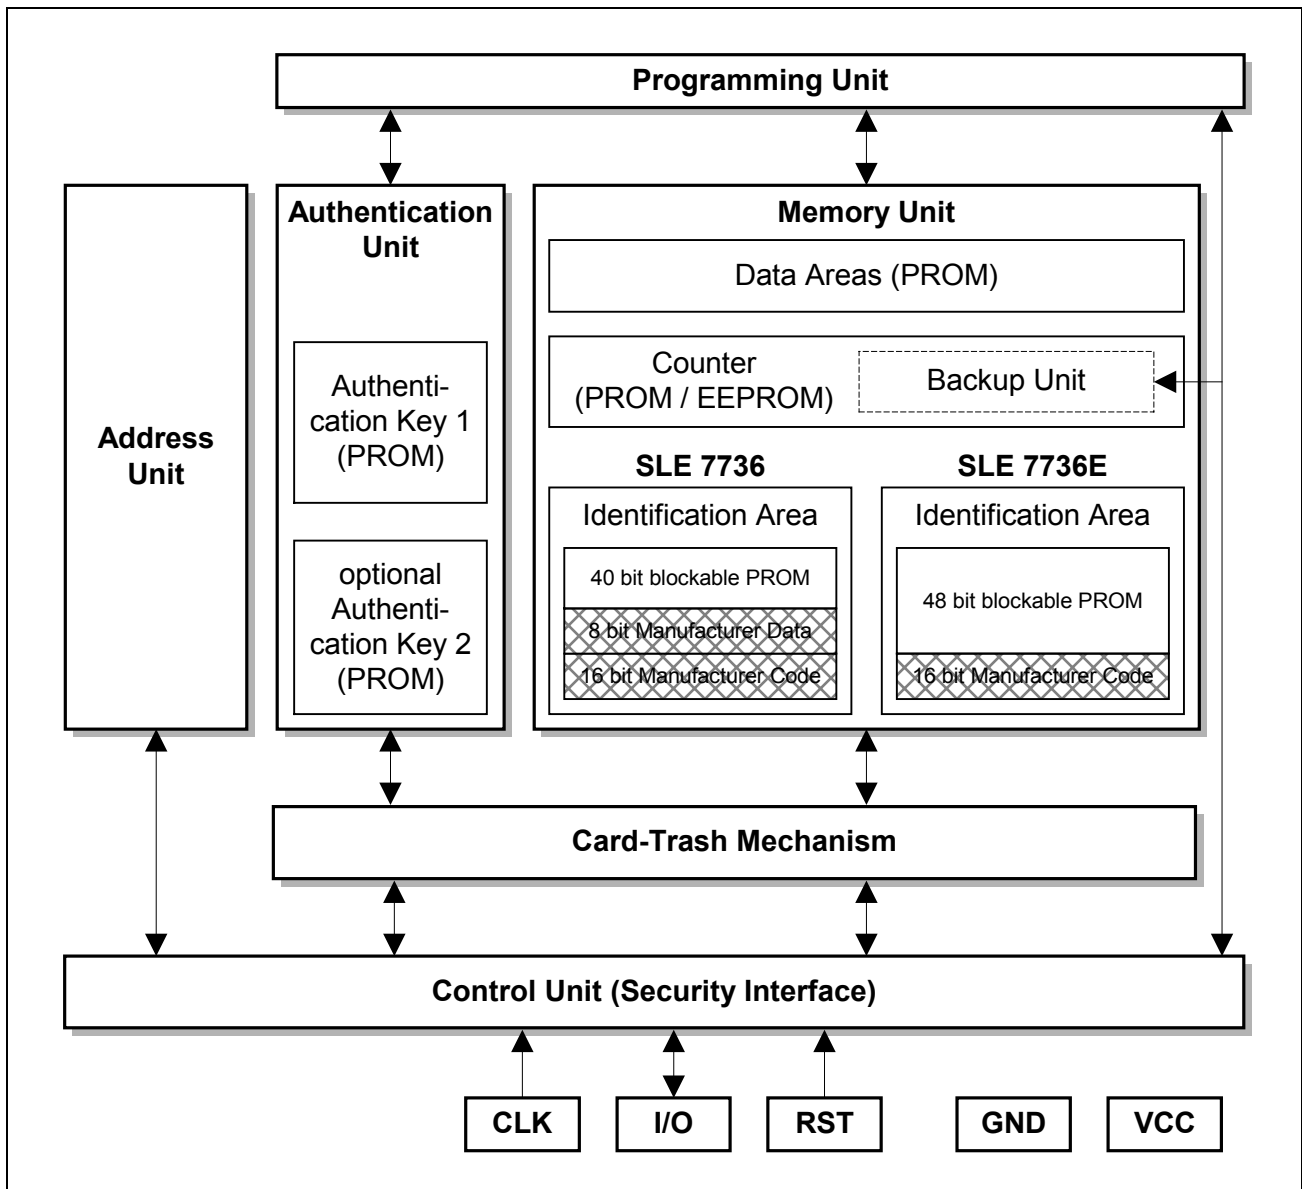 Programming Unit
Address
Unit
Authentication
Unit
Authenti-
cation Key 1
(PROM)
optional
Authenti-
cation Key 2
(PROM)
Memory Unit
Data Areas (PROM)
Counter
(PROM / EEPROM)
Backup Unit
SLE 7736
Identification Area
40 bit blockable PROM
8 bit Manufacturer Data
16 bit Manufacturer Code
SLE 7736E
Identification Area
48 bit blockable PROM
16 bit Manufacturer Code
Card-Trash Mechanism
Control Unit (Security Interface)
CLK
I/O
RST
GND
VCC